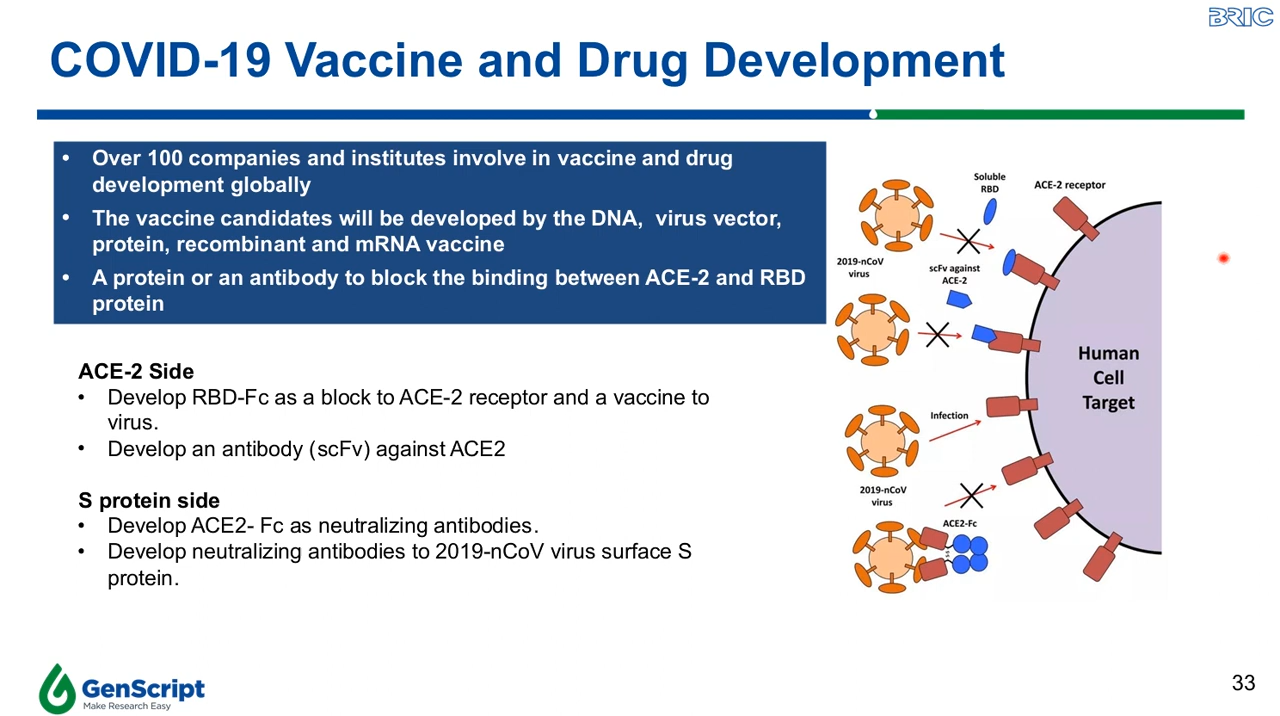 BRIC
COVID-19 Vaccine and Drug Development
• Over 100 companies and institutes involve in vaccine and drug
development globally
• The vaccine candidates will be developed by the DNA, virus vector,
protein, recombinant and mRNA vaccine
• A protein or an antibody to block the binding between ACE-2 and RBD
protein
ACE-2 Side
• Develop RBD-Fc as a block to ACE-2 receptor and a vaccine to
virus.
• Develop an antibody (scFv) against ACE2
S protein side
• Develop ACE2- Fc as neutralizing antibodies.
• Develop neutralizing antibodies to 2019-nCoV virus surface S
protein.
Soluble
RBD
ACE-2 receptor
2019-nCoV
virus
scFv against
ACE-2
Human
Cell
Target
Infection
2019-nCoV
virus
ACE2-Fc
GenScript
Make Research Easy
33